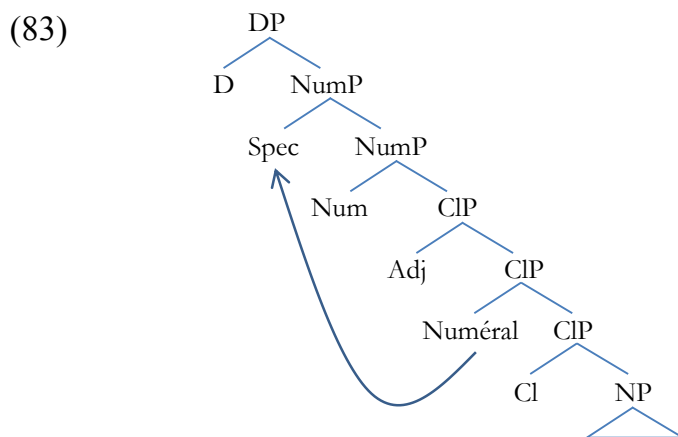 (83)
DP
D NumP
Spec NumP
Num ClP
Adj ClP
Numéral ClP
Cl NP